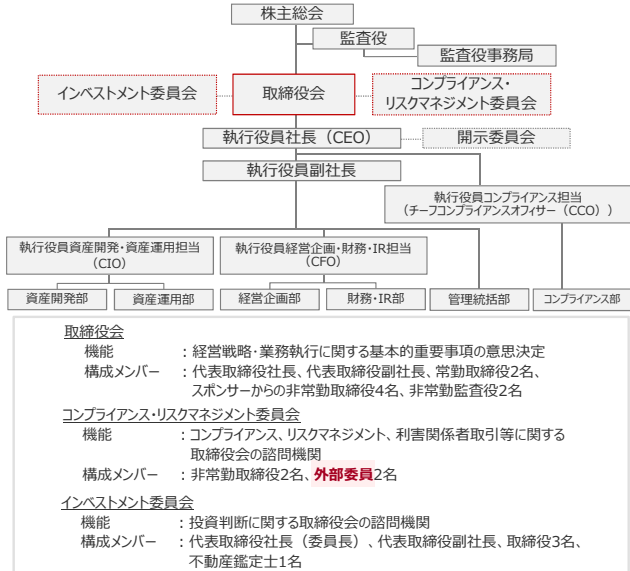 株主総会
監査役
監査役事務局
インベストメント委員会
取締役会
コンプライアンス・
リスクマネジメント委員会
執行役員社長（CEO）
開示委員会
執行役員副社長
執行役員コンプライアンス担当
（チーフコンプライアンスオフィサー（CCO））
執行役員資産開発・資産運用担当
（CIO）
執行役員経営企画・財務・IR担当
（CFO）
資産開発部
資産運用部
経営企画部
財務・IR部
管理統括部
コンプライアンス部
取締役会
機能 ：経営戦略・業務執行に関する基本的重要事項の意思決定
構成メンバー ：代表取締役社長、代表取締役副社長、常勤取締役2名、
スポンサーからの非常勤取締役4名、非常勤監査役2名
コンプライアンス・リスクマネジメント委員会
機能 ：コンプライアンス、リスクマネジメント、利害関係者取引等に関する
取締役会の諮問機関
構成メンバー ：非常勤取締役2名、外部委員2名
インベストメント委員会
機能 ：投資判断に関する取締役会の諮問機関
構成メンバー ：代表取締役社長（委員長）、代表取締役副社長、取締役3名、
不動産鑑定士1名